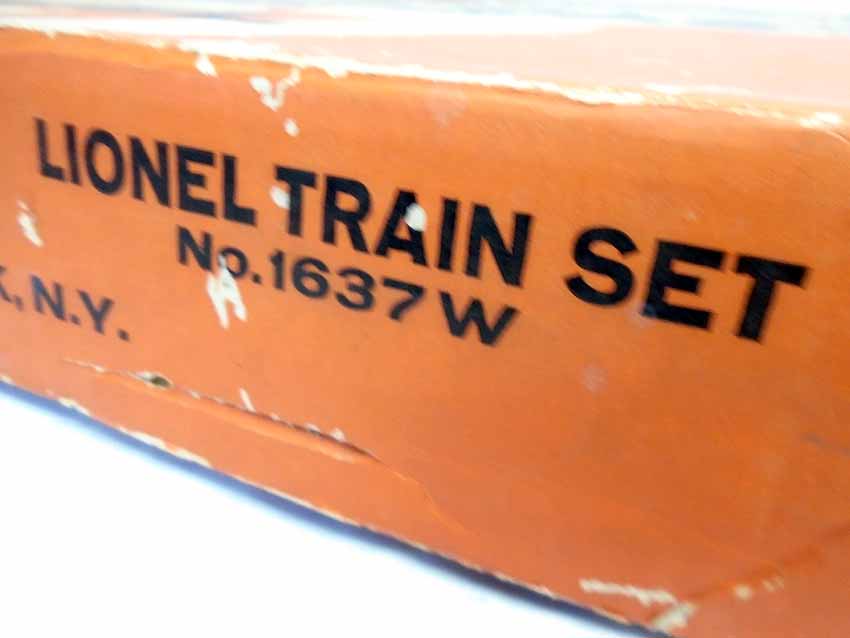 LIONEL TRAIN SET
No. 1637W
, N.Y.